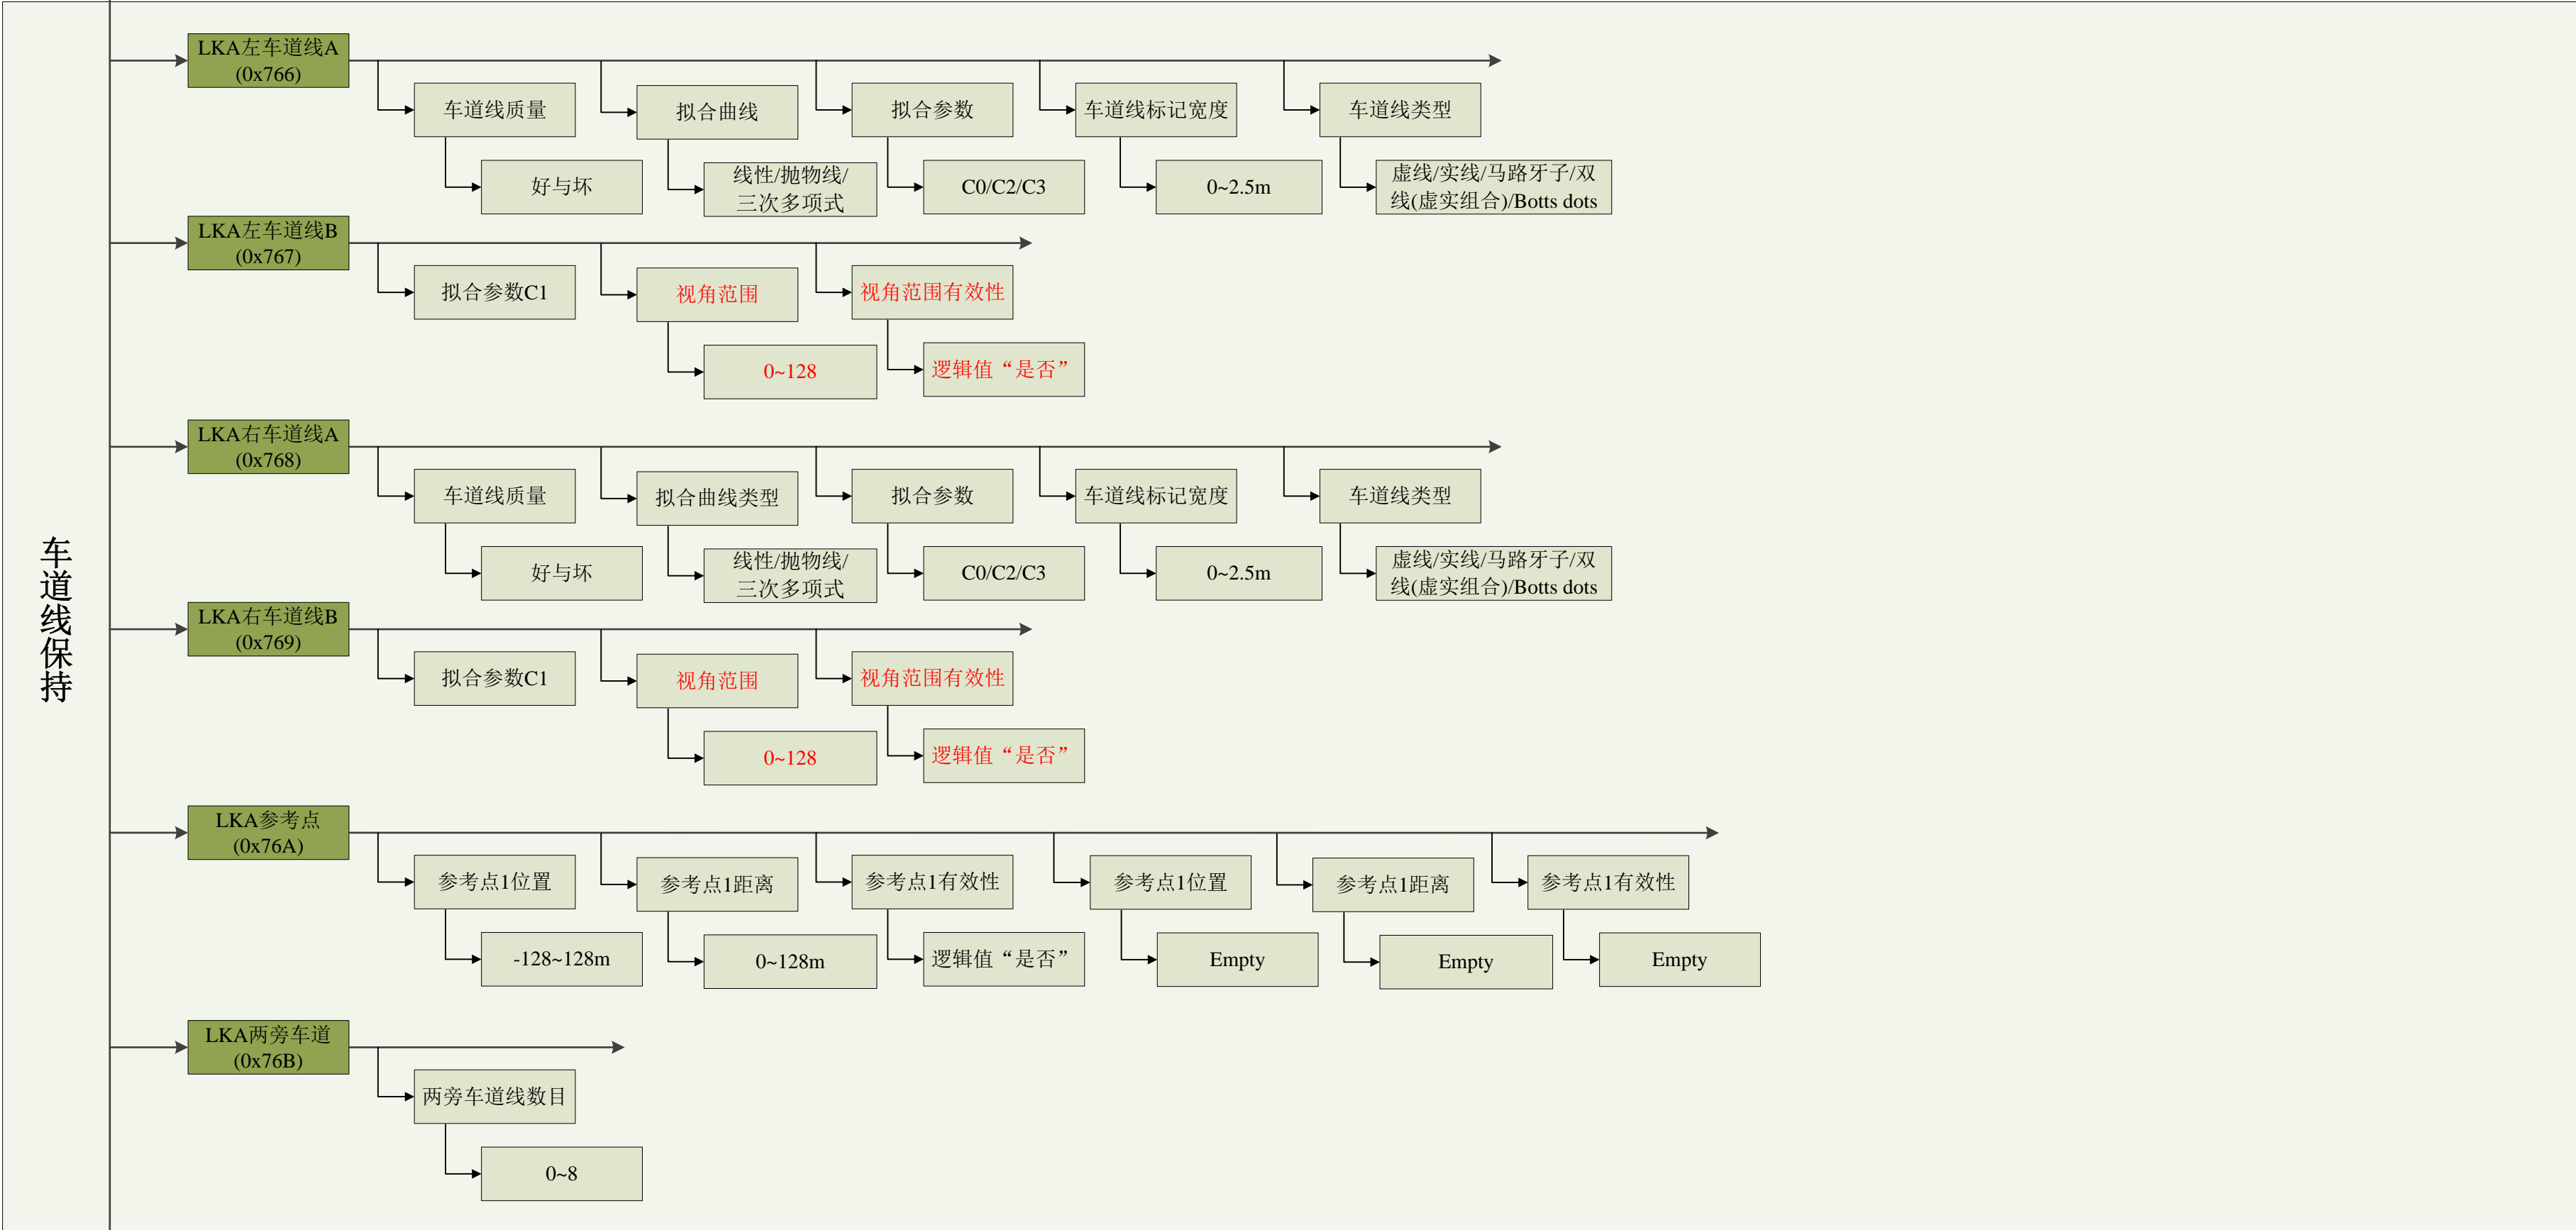 车道线保持
LKA左车道线A
(0x766)
车道线质量
拟合曲线
拟合参数
车道线标记宽度
车道线类型
好与坏
线性/抛物线/
三次多项式
C0/C2/C3
0~2.5m
虚线/实线/马路牙子/双
线(虚实组合)/Botts dots
LKA左车道线B
(0x767)
拟合参数C1
视角范围
视角范围有效性
0~128
逻辑值“是否”
LKA右车道线A
(0x768)
车道线质量
拟合曲线类型
拟合参数
车道线标记宽度
车道线类型
好与坏
线性/抛物线/
三次多项式
C0/C2/C3
0~2.5m
虚线/实线/马路牙子/双
线(虚实组合)/Botts dots
LKA右车道线B
(0x769)
拟合参数C1
视角范围
视角范围有效性
0~128
逻辑值“是否”
LKA参考点
(0x76A)
参考点1位置
参考点1距离
参考点1有效性
参考点1位置
参考点1距离
参考点1有效性
-128~128m
0~128m
逻辑值“是否”
Empty
Empty
Empty
LKA两旁车道
(0x76B)
两旁车道线数目
0~8